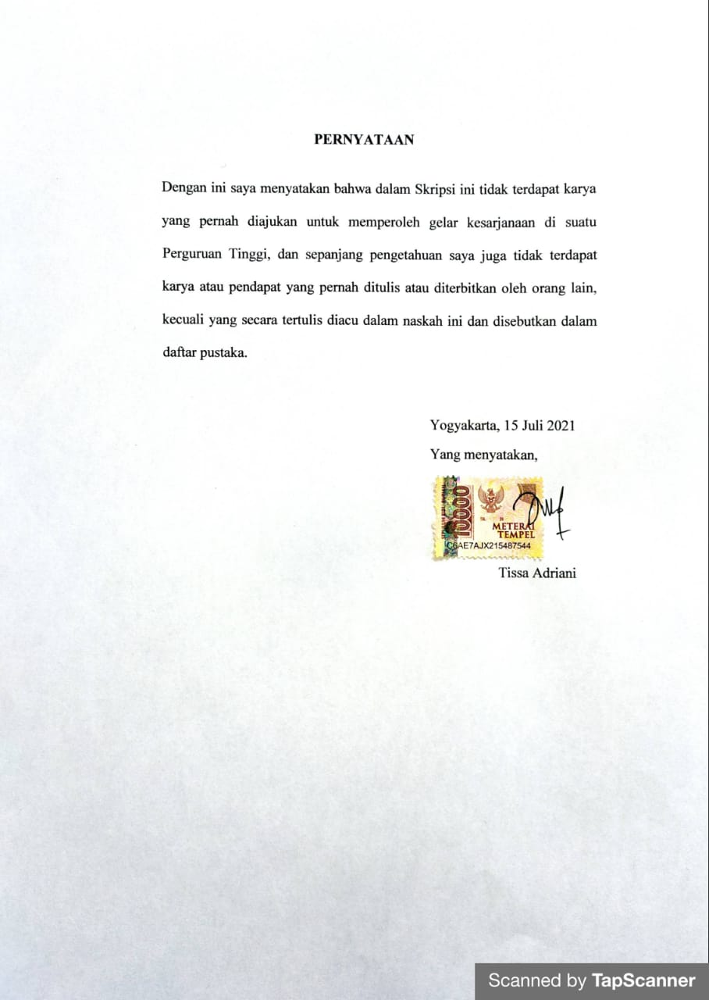 PERNYATAAN
Dengan ini saya menyatakan bahwa dalam Skripsi ini tidak terdapat karya
yang pernah diajukan untuk memperoleh gelar kesarjanaan di suatu
Perguruan Tinggi, dan sepanjang pengetahuan saya juga tidak terdapat
karya atau pendapat yang pernah ditulis atau diterbitkan oleh orang lain,
kecuali yang secara tertulis diacu dalam naskah ini dan disebutkan dalam
daftar pustaka.
Yogyakarta, 15 Juli 2021
Yang menyatakan,
10000
METERAI
TEMPEL
C6AE7AJX215487544
Tissa Adriani
Scanned by TapScanner